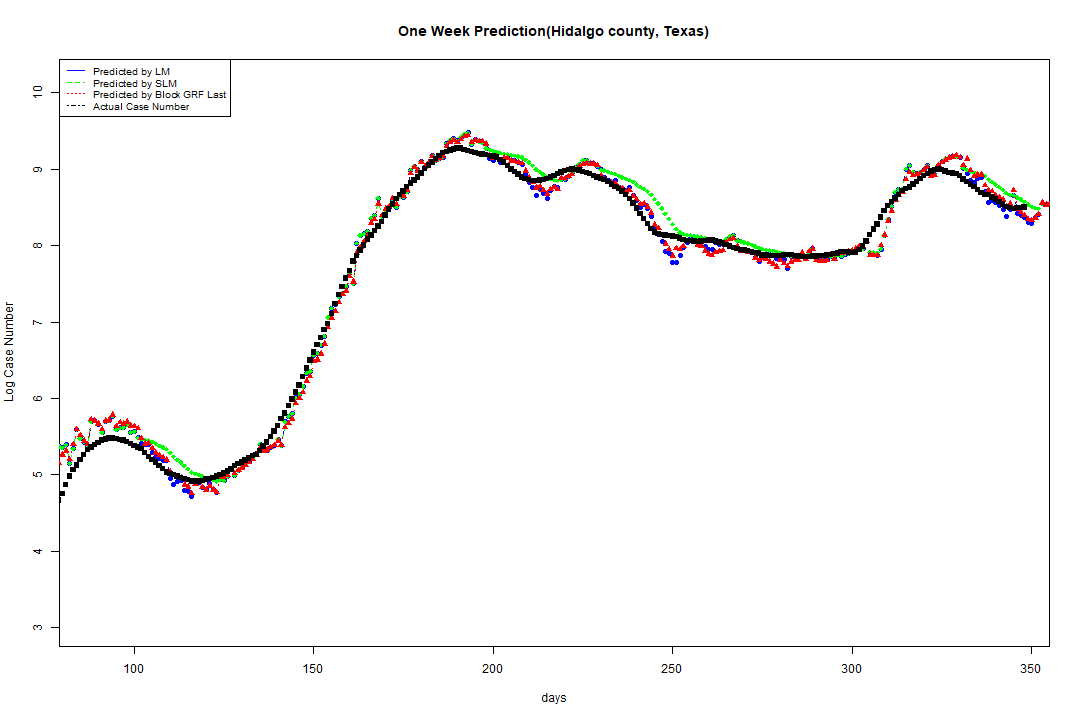 One Week Prediction(Hidalgo county, Texas)
Predicted by LM
Predicted by SLM
Predicted by Block GRF Last
Actual Case Number
10
9
8
7
6
5
4
3
Log Case Number
100 150 200 250 300 350
days